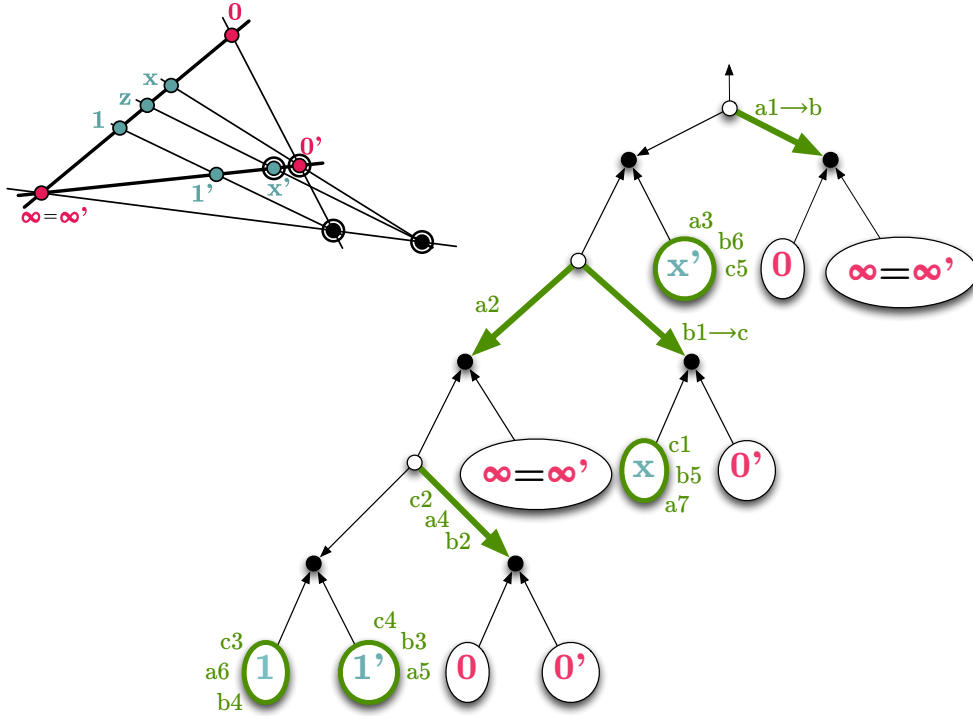 0
x
z
1
0'
1'
x'
∞=∞'
a1→b
a3
b6
x'
c5
0
∞=∞'
a2
b1→c
c1
∞=∞'
x
b5
0'
a7
c2
a4
b2
c4
c3
b3
a6
1
1'
a5
0
0'
b4